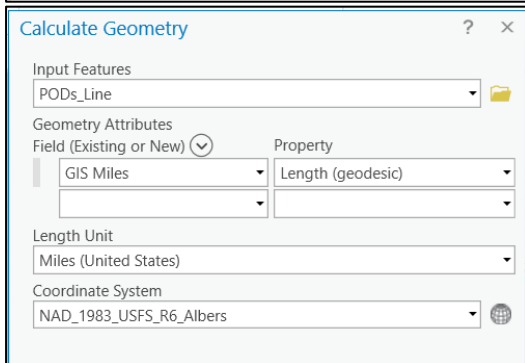 Calculate Geometry ? ×
Input Features
PODs_Line
Geometry Attributes
Field (Existing or New) Property
GIS Miles Length (geodesic)
Length Unit
Miles (United States)
Coordinate System
NAD_1983_USFS_R6_Albers